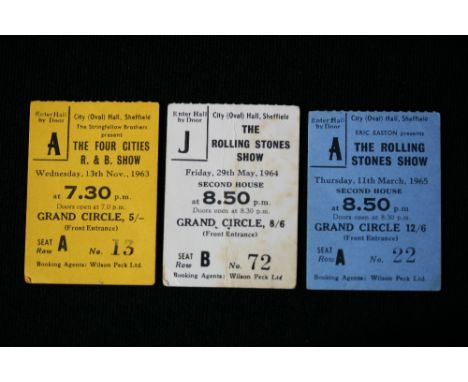 Enter Hall
by Door
A
City (Oval) Hall, Sheffield
The Stringfellow Brothers
present
THE FOUR CITIES
R. & B. SHOW
Wednesday, 13th Nov., 1963
at 7.30 p.m.
Doors open at 7.0 p.m.
GRAND CIRCLE, 5/-
(Front Entrance)
SEAT
Row A No. 13
Booking Agents: Wilson Peck Ltd.
Enter Hall
by Door
J
City (Oval) Hall, Sheffield
THE
ROLLING STONES
SHOW
Friday, 29th May, 1964
SECOND HOUSE
at 8.50 p.m.
Doors open at 8.30 p.m.
GRAND CIRCLE, 8/6
(Front Entrance)
SEAT
Row B No. 72
Booking Agents: Wilson Peck Ltd.
Enter Hall
by Door
A
City (Oval) Hall, Sheffield
ERIC EASTON presents
THE ROLLING
STONES SHOW
Thursday, 11th March, 1965
SECOND HOUSE
at 8.50 p.m.
Doors open at 8.30 p.m.
GRAND CIRCLE 12/6
(Front Entrance)
SEAT
Row A No. 22
Booking Agents: Wilson Peck Ltd.